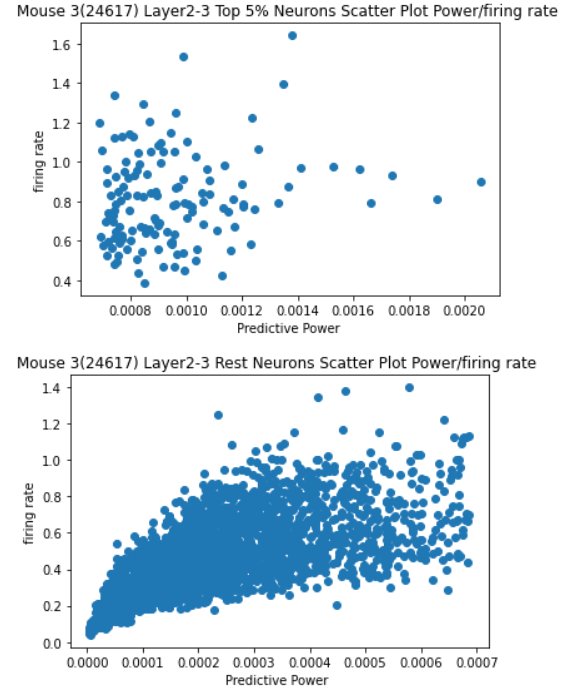 Mouse 3(24617) Layer2-3 Top 5% Neurons Scatter Plot Power/firing rate
1.6
1.4
1.2
1.0
0.8
0.6
0.4
firing rate
0.0008 0.0010 0.0012 0.0014 0.0016 0.0018 0.0020
Predictive Power
Mouse 3(24617) Layer2-3 Rest Neurons Scatter Plot Power/firing rate
1.4
1.2
1.0
0.8
0.6
0.4
0.2
0.0
firing rate
0.0000 0.0001 0.0002 0.0003 0.0004 0.0005 0.0006 0.0007
Predictive Power